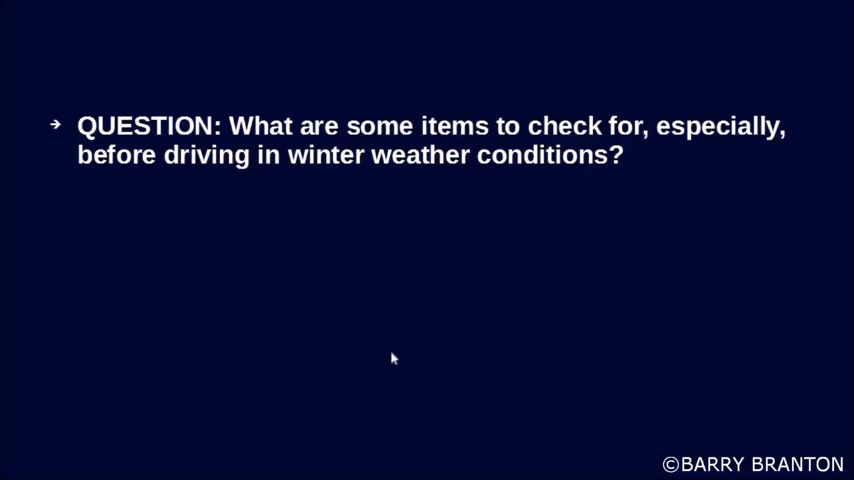 → QUESTION: What are some items to check for, especially,
before driving in winter weather conditions?
©BARRY BRANTON